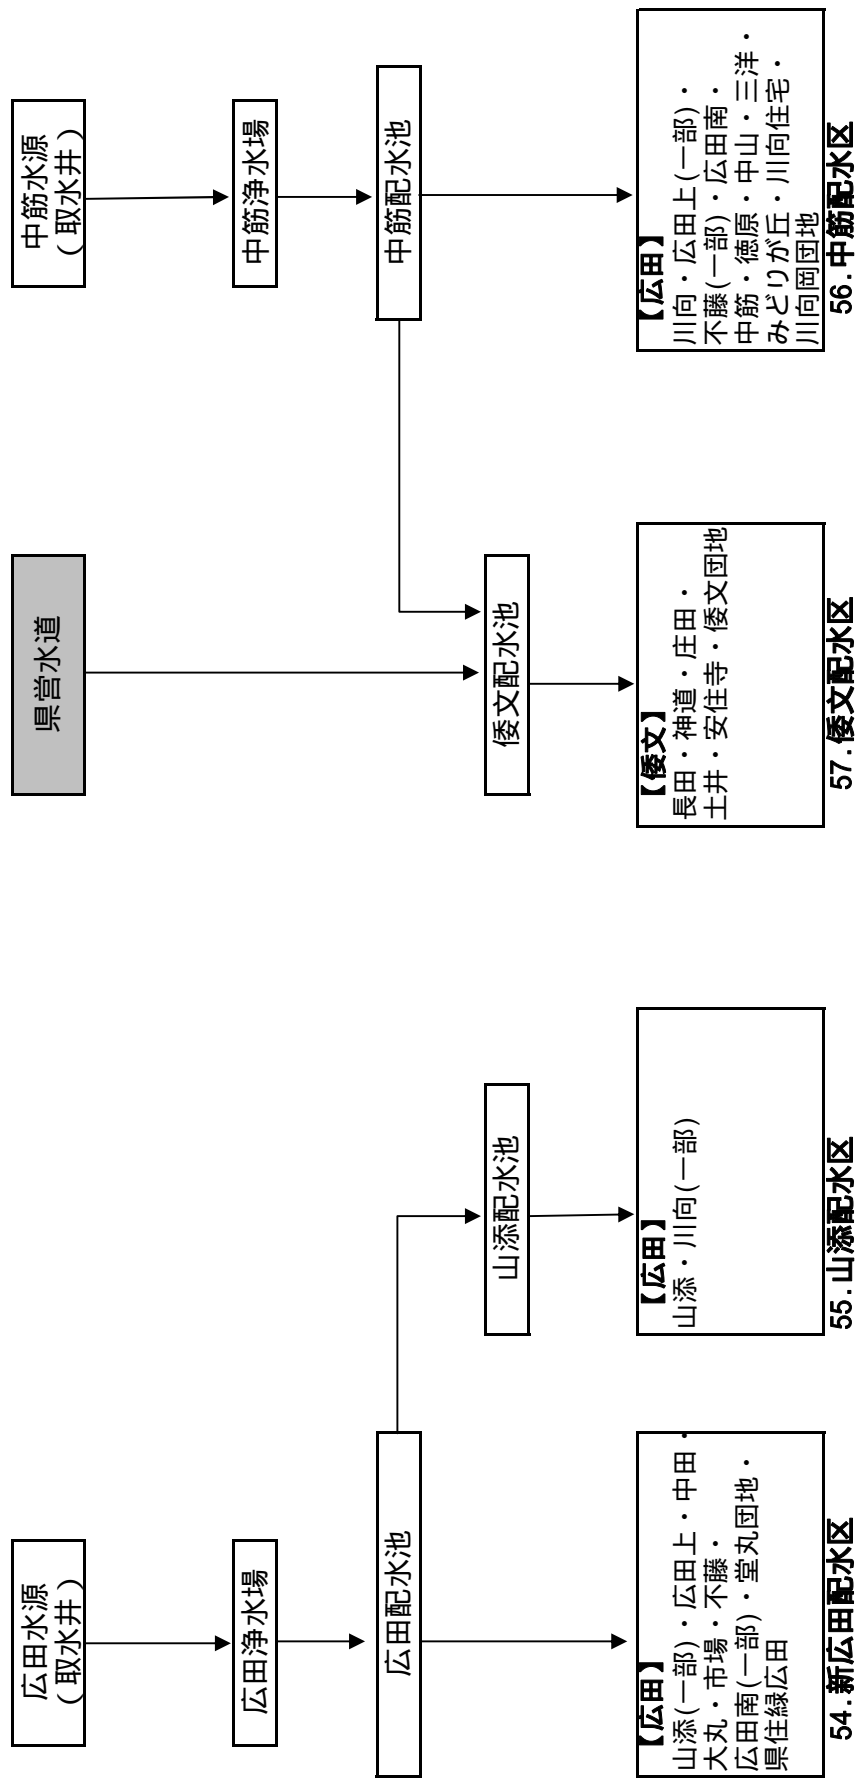 広田水源
(取水井)
広田浄水場
広田配水池
【広田】
山添(一部)・広田上・中田・
大丸・市場・不藤・
広田南(一部)・堂丸団地・
県住緑広田
54.新広田配水区
山添配水池
【広田】
山添・川向(一部)
55.山添配水区
県営水道
倭文配水池
【倭文】
長田・神道・庄田・
土井・安住寺・倭文団地
57.倭文配水区
中筋水源
(取水井)
中筋浄水場
中筋配水池
【広田】
川向・広田上(一部)・
不藤(一部)・広田南・
中筋・徳原・中山・三洋・
みどりが丘・川向住宅・
川向岡団地
56.中筋配水区